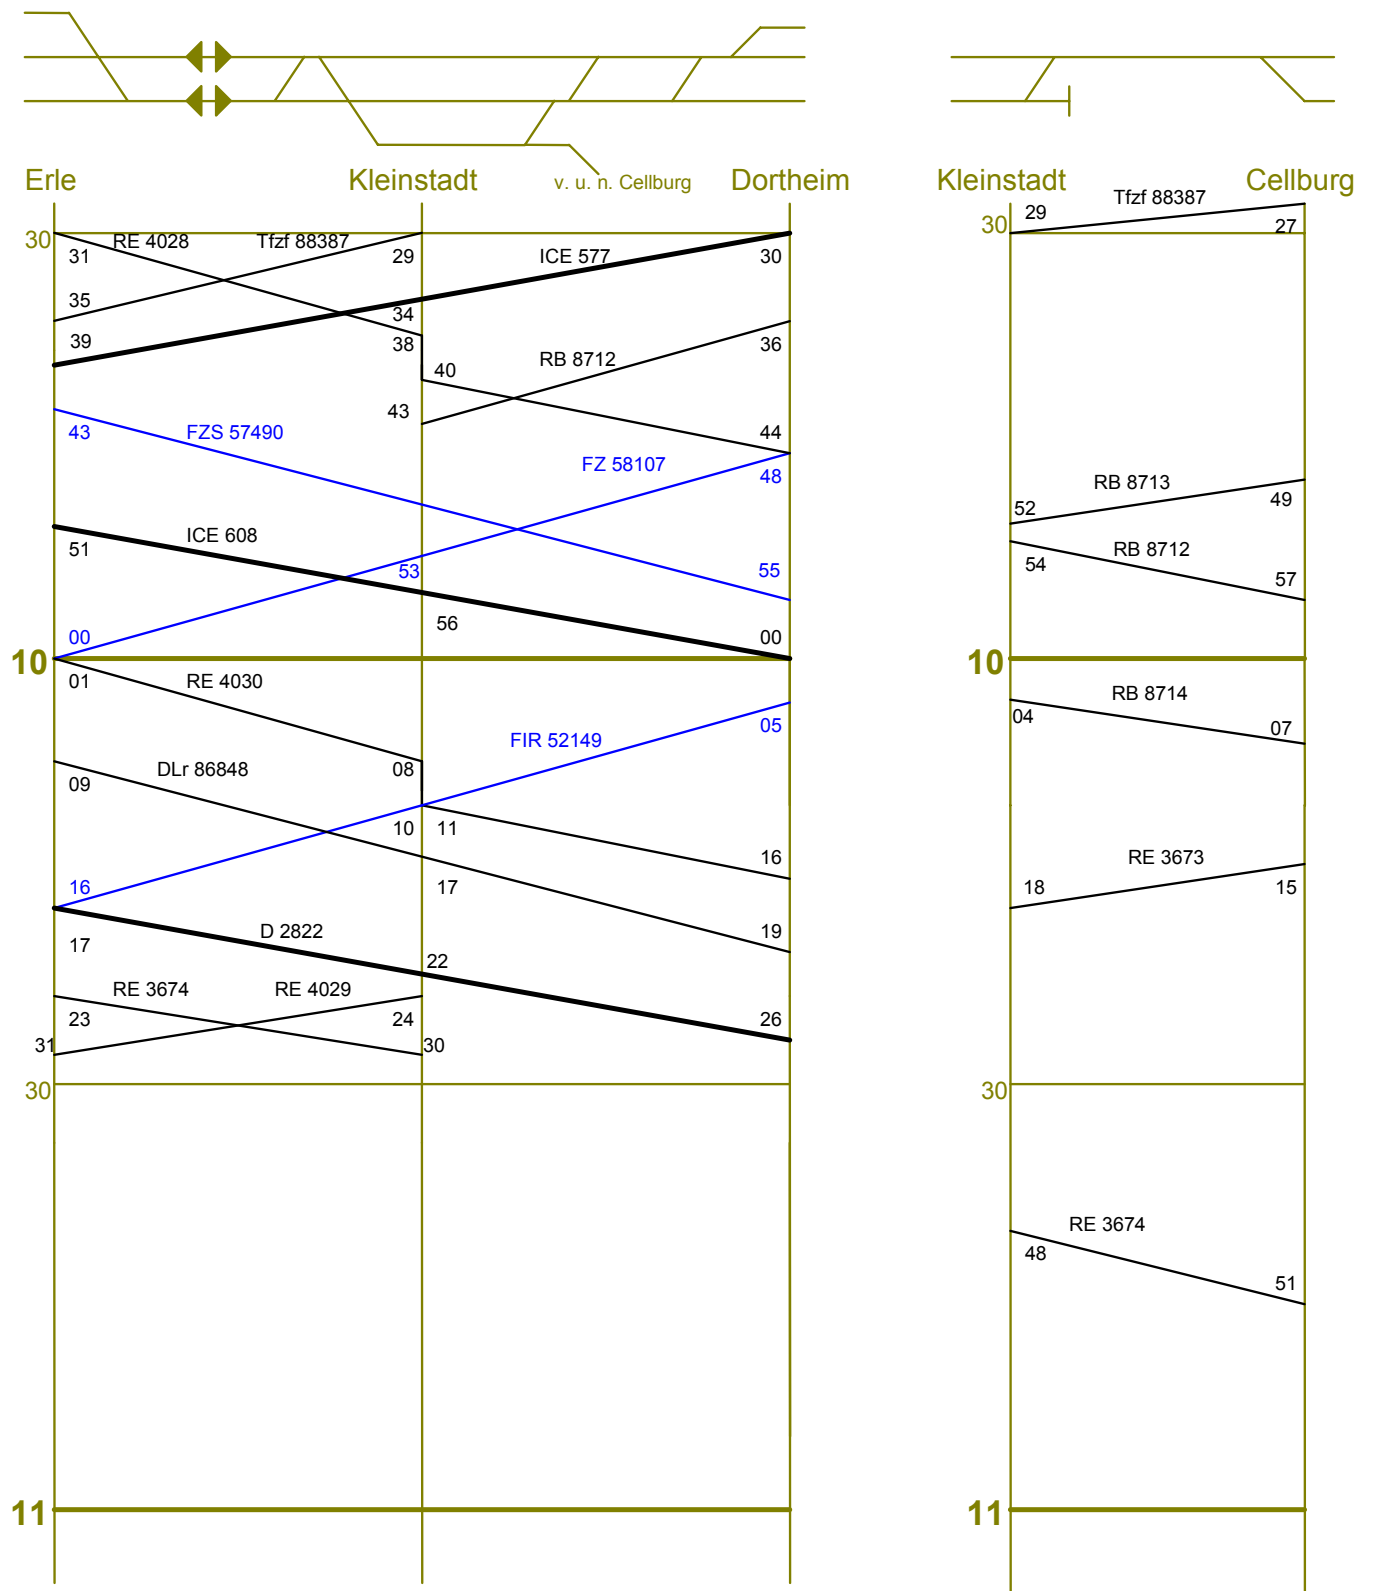 Erle
Kleinstadt
v. u. n. Cellburg
Dortheim
Kleinstadt
Cellburg
30
31
RE 4028
Tfzf 88387
29
ICE 577
30
35
39
34
38
40
RB 8712
36
43
43
FZS 57490
44
FZ 58107
48
51
ICE 608
53
55
56
00
00
10
01
RE 4030
05
FIR 52149
08
DLr 86848
09
10
11
16
16
17
19
17
D 2822
22
RE 3674
RE 4029
23
24
26
31
30
30
11
30
29
Tfzf 88387
27
RB 8713
49
52
RB 8712
54
57
10
RB 8714
04
07
RE 3673
18
15
30
RE 3674
48
51
11